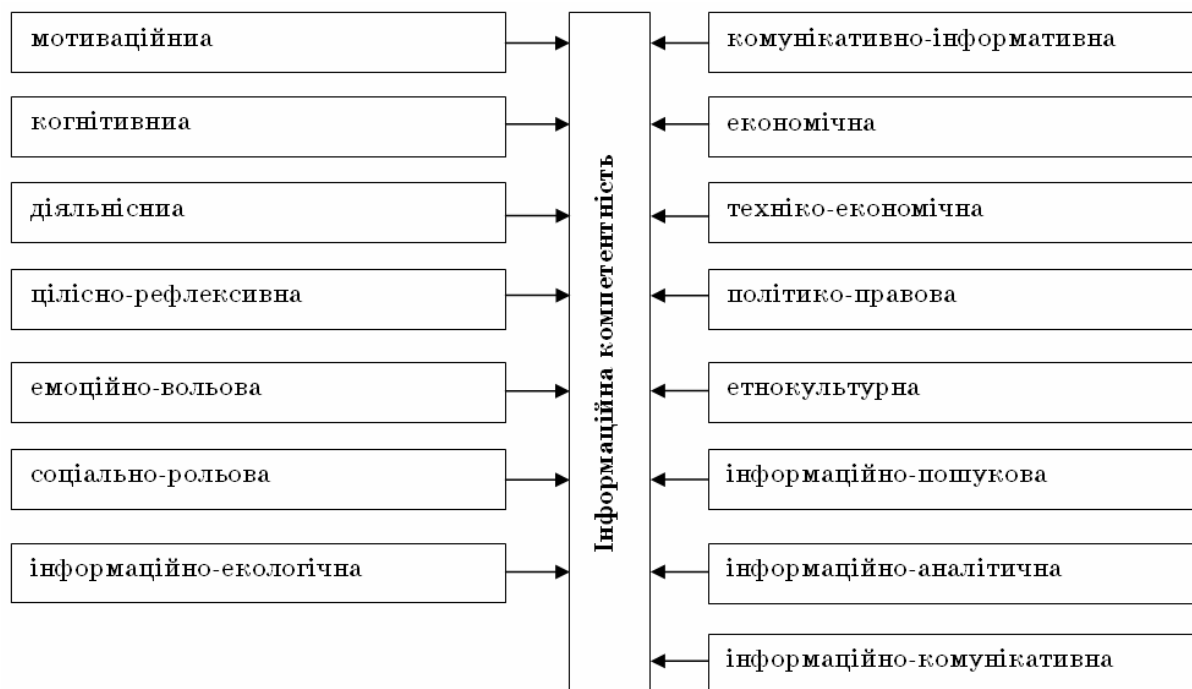 мотиваційниа
когнітивниа
діяльнісниа
цілісно-рефлексивна
емоційно-вольова
соціально-рольова
інформаційно-екологічна
Інформаційна компетентність
комунікативно-інформативна
економічна
техніко-економічна
політико-правова
етнокультурна
інформаційно-пошукова
інформаційно-аналітична
інформаційно-комунікативна